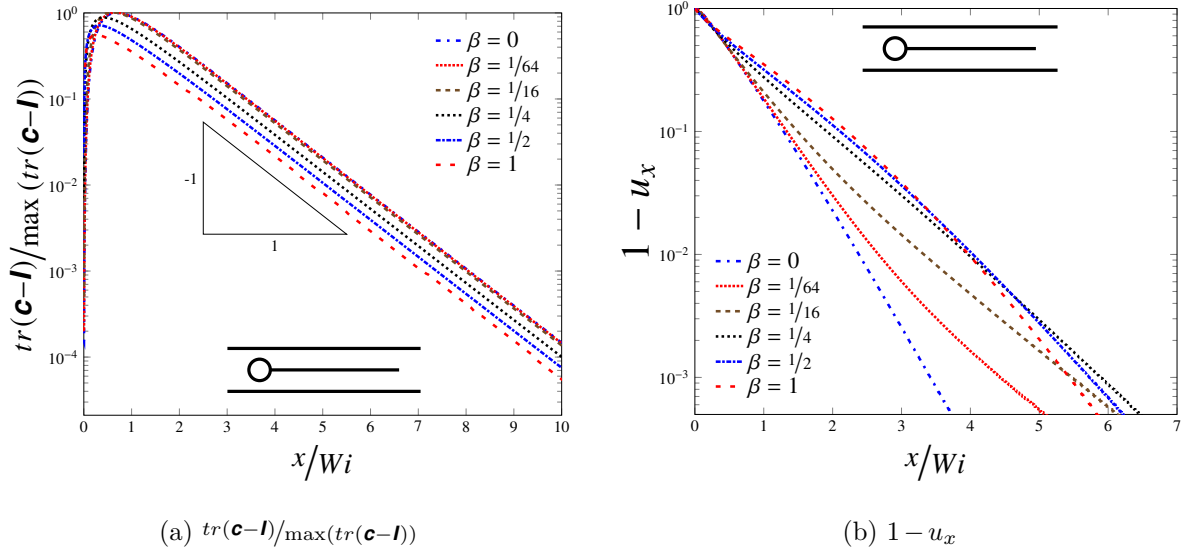 10^0
10^{-1}
10^{-2}
10^{-3}
10^{-4}
tr(c−I)/max (tr(c−I))
β = 0
β = 1/64
β = 1/16
β = 1/4
β = 1/2
β = 1
-1
1
0 1 2 3 4 5 6 7 8 9 10
x/Wi
(a) tr(c−I)/max(tr(c−I))
10^0
10^{-1}
10^{-2}
10^{-3}
1 − u_x
β = 0
β = 1/64
β = 1/16
β = 1/4
β = 1/2
β = 1
0 1 2 3 4 5 6 7
x/Wi
(b) 1 − u_x